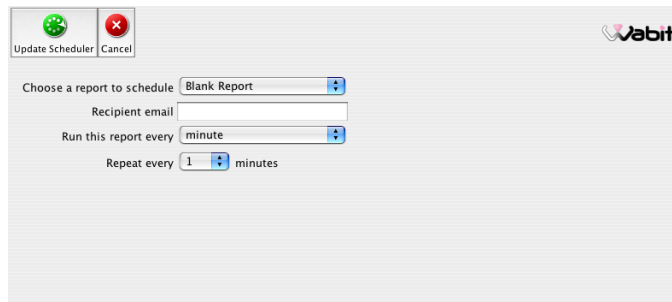 Wabit
Update Scheduler Cancel
Choose a report to schedule Blank Report
Recipient email
Run this report every minute
Repeat every 1 minutes